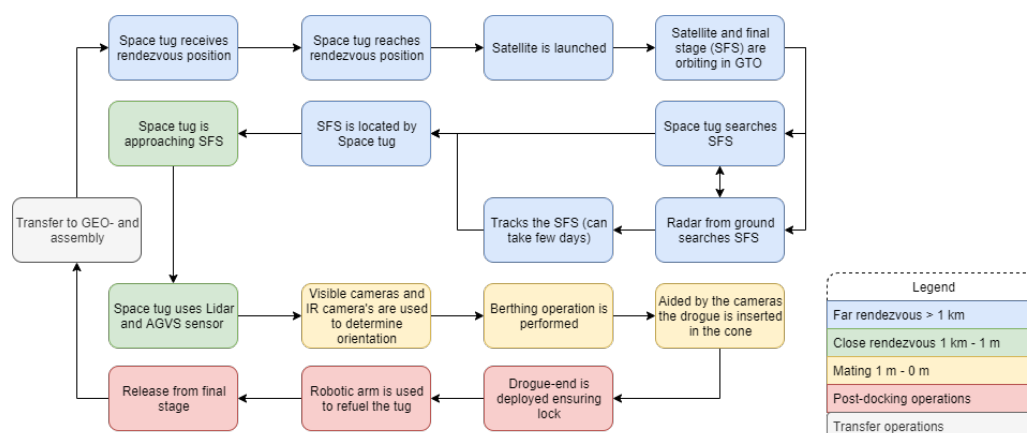 Space tug receives
rendezvous position
Space tug reaches
rendezvous position
Satellite is launched
Satellite and final
stage (SFS) are
orbiting in GTO
Space tug is
approaching SFS
SFS is located by
Space tug
Space tug searches
SFS
Transfer to GEO- and
assembly
Tracks the SFS (can
take few days)
Radar from ground
searches SFS
Space tug uses Lidar
and AGVS sensor
Visible cameras and
IR camera's are used
to determine
orientation
Berthing operation is
performed
Aided by the cameras
the drogue is inserted
in the cone
Release from final
stage
Robotic arm is used
to refuel the tug
Drogue-end is
deployed ensuring
lock
Legend
Far rendezvous > 1 km
Close rendezvous 1 km - 1 m
Mating 1 m - 0 m
Post-docking operations
Transfer operations